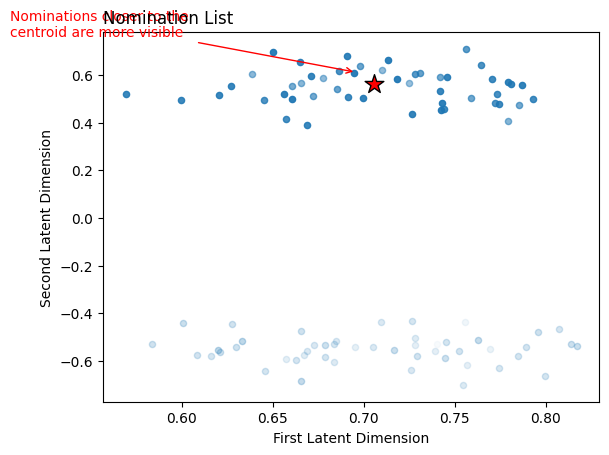 Nomination List
Nominations closer to the
centroid are more visible
Second Latent Dimension
0.6
0.4
0.2
0.0
−0.2
−0.4
−0.6
0.60 0.65 0.70 0.75 0.80
First Latent Dimension